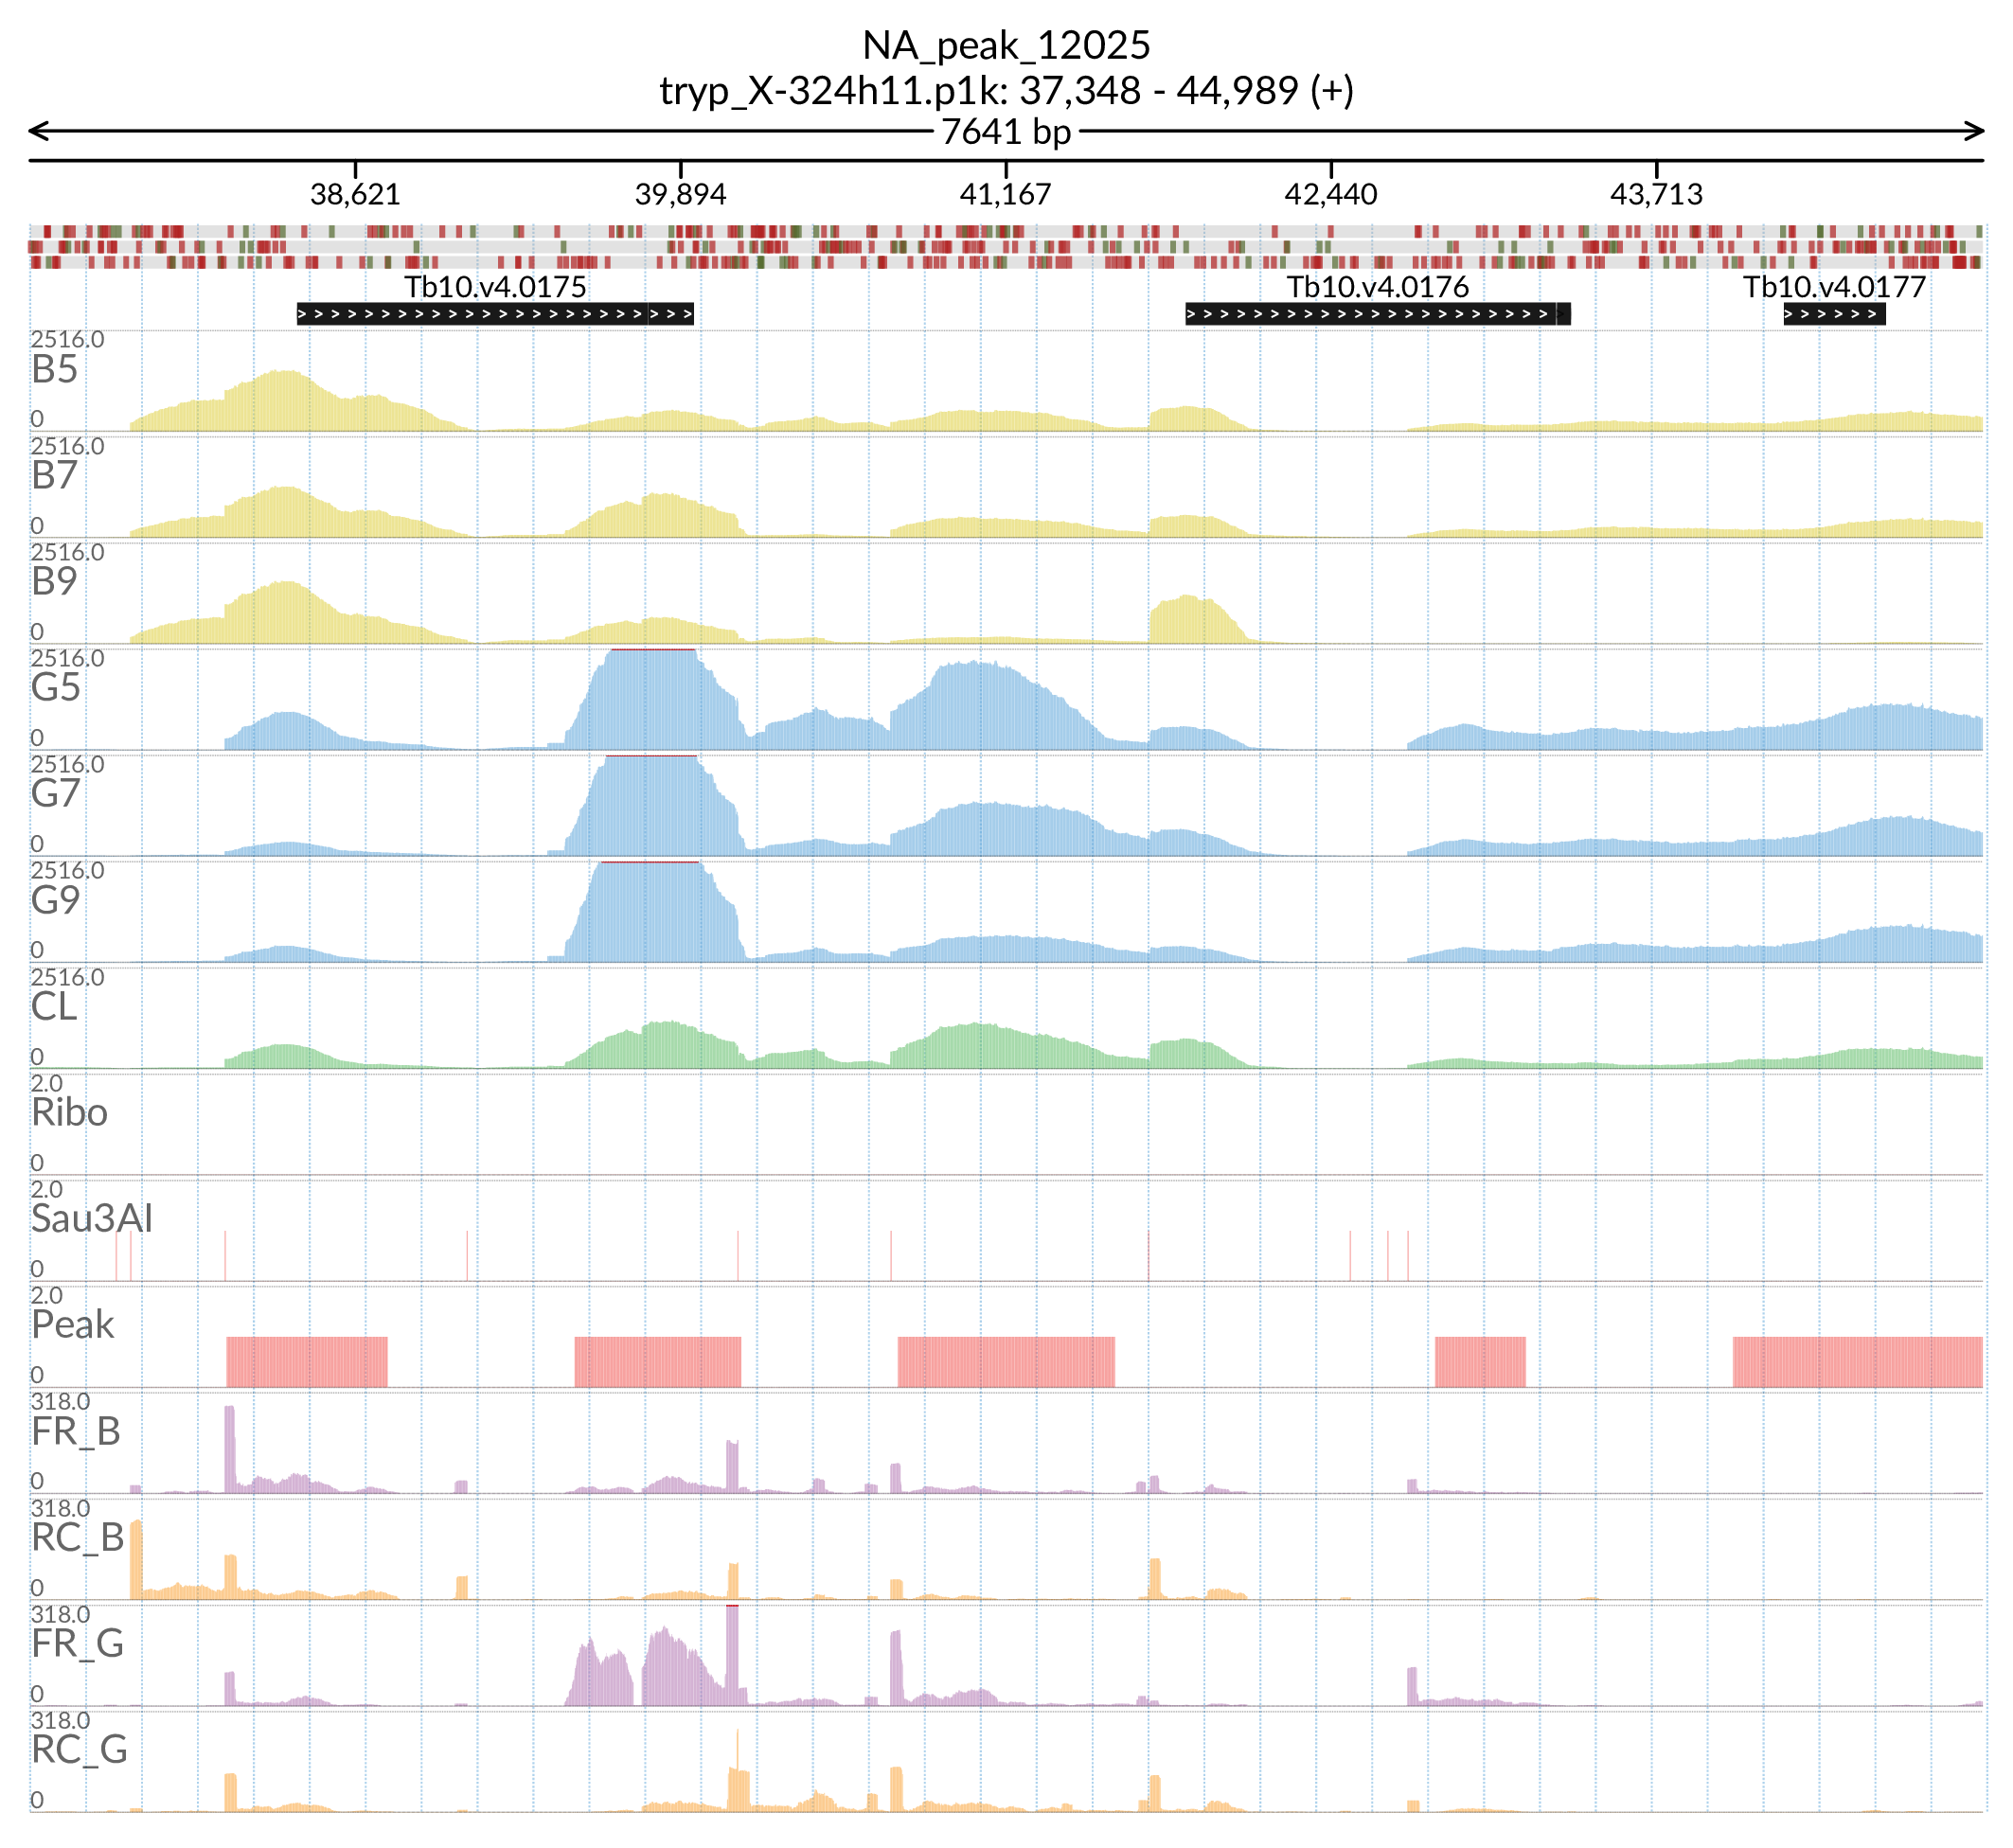 NA_peak_12025
tryp_X-324h11.p1k: 37,348 - 44,989 (+)
7641 bp
38,621 39,894 41,167 42,440 43,713
Tb10.v4.0175 Tb10.v4.0176 Tb10.v4.0177
2516.0
B5
0
2516.0
B7
0
2516.0
B9
0
2516.0
G5
0
2516.0
G7
0
2516.0
G9
0
2516.0
CL
0
2.0
Ribo
0
2.0
Sau3AI
0
2.0
Peak
0
318.0
FR_B
0
318.0
RC_B
0
318.0
FR_G
0
318.0
RC_G
0